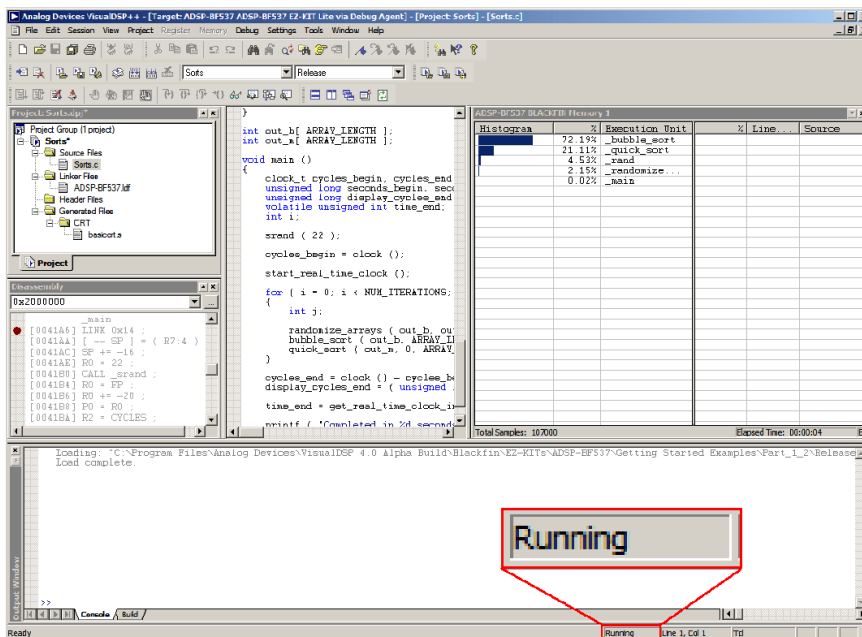 Analog Devices VisualDSP++ - [Target: ADSP-BF537 ADSP-BF537 EZ-KIT Lite via Debug Agent] - [Project: Sorts] - [Sorts.c]
File Edit Session View Project Register Memory Debug Settings Tools Window Help
Sorts
Release
Project: Sorts.dpj*
Project Group (1 project)
Sorts*
Source Files
Sorts.c
Linker Files
ADSP-BF537.ldf
Header Files
Generated Files
CRT
basiccrt.s
Project
Disassembly
0x2000000
_main
[0041A6] LINK 0x14 ;
[0041AA] [ -- SP ] = ( R7:4 )
[0041AC] SP += -16 ;
[0041AE] R0 = 22 ;
[0041B0] CALL _srand ;
[0041B4] R0 = FP ;
[0041B6] R0 += -20 ;
[0041B8] P0 = R0 ;
[0041BA] R2 = CYCLES ;
}
int out_b[ ARRAY_LENGTH ];
int out_m[ ARRAY_LENGTH ];
void main ()
{
clock_t cycles_begin, cycles_end
unsigned long seconds_begin, seco
unsigned long display_cycles_end
volatile unsigned int time_end;
int i;
srand ( 22 );
cycles_begin = clock ();
start_real_time_clock ();
for ( i = 0; i < NUM_ITERATIONS;
{
int j;
randomize_arrays ( out_b, ou
bubble_sort ( out_b, ARRAY_L
quick_sort ( out_m, 0, ARRAY
}
cycles_end = clock () - cycles_be
display_cycles_end = ( unsigned
time_end = get_real_time_clock_in
printf ( "Completed in %d seconds
ADSP-BF537 BLACKFIN Memory 1
Histogram % Execution Unit % Line... Source
72.19% _bubble_sort
21.11% _quick_sort
4.53% _rand
2.15% _randomize...
0.02% _main
Total Samples: 107000 Elapsed Time: 00:00:04
Loading: "C:\Program Files\Analog Devices\VisualDSP 4.0 Alpha Build\Blackfin\EZ-KITs\ADSP-BF537\Getting Started Examples\Part_1_2\Release
Load complete.
Running
>>
Output Window
Console Build
Ready Running Line 1, Col 1